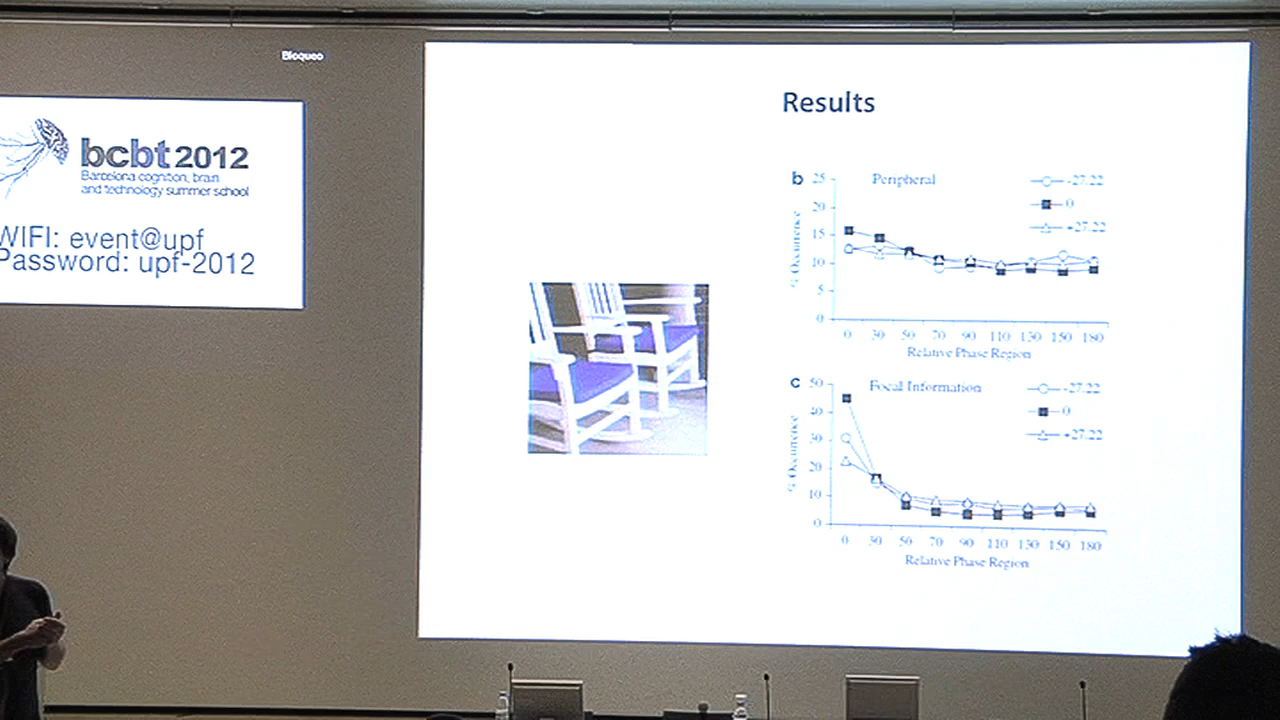 Bloqueo
bcbt 2012
Barcelona cognition, brain
and technology summer school
WIFI: event@upf
Password: upf-2012
Results
b
Peripheral
25
20
15
10
5
0
% Occurrence
-27.22
0
+27.22
0 30 50 70 90 110 130 150 180
Relative Phase Region
c
Focal Information
50
40
30
20
10
0
% Occurrence
-27.22
0
+27.22
0 30 50 70 90 110 130 150 180
Relative Phase Region